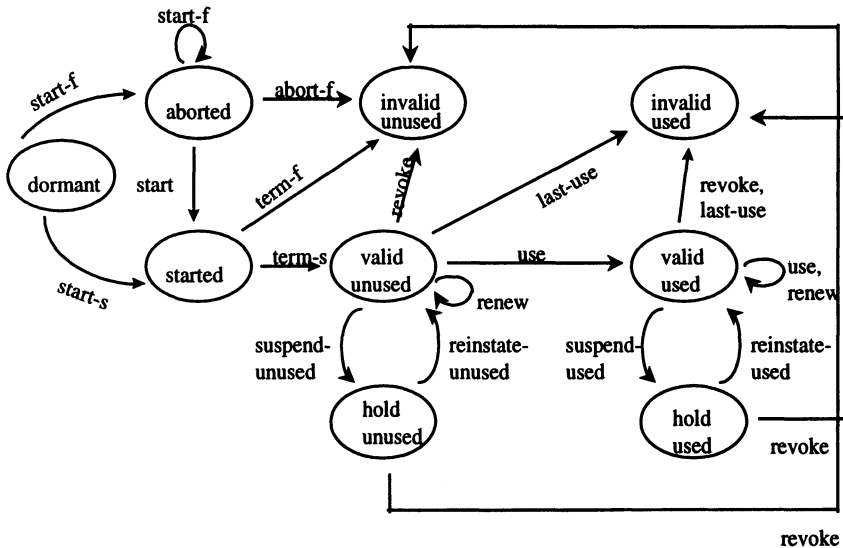 start-f
start-f
aborted
abort-f
invalid
unused
invalid
used
dormant
start
term-f
revoke
last-use
revoke,
last-use
start-s
started
term-s
valid
unused
use
valid
used
use,
renew
renew
suspend-
unused
reinstate-
unused
suspend-
used
reinstate-
used
hold
unused
hold
used
revoke
revoke